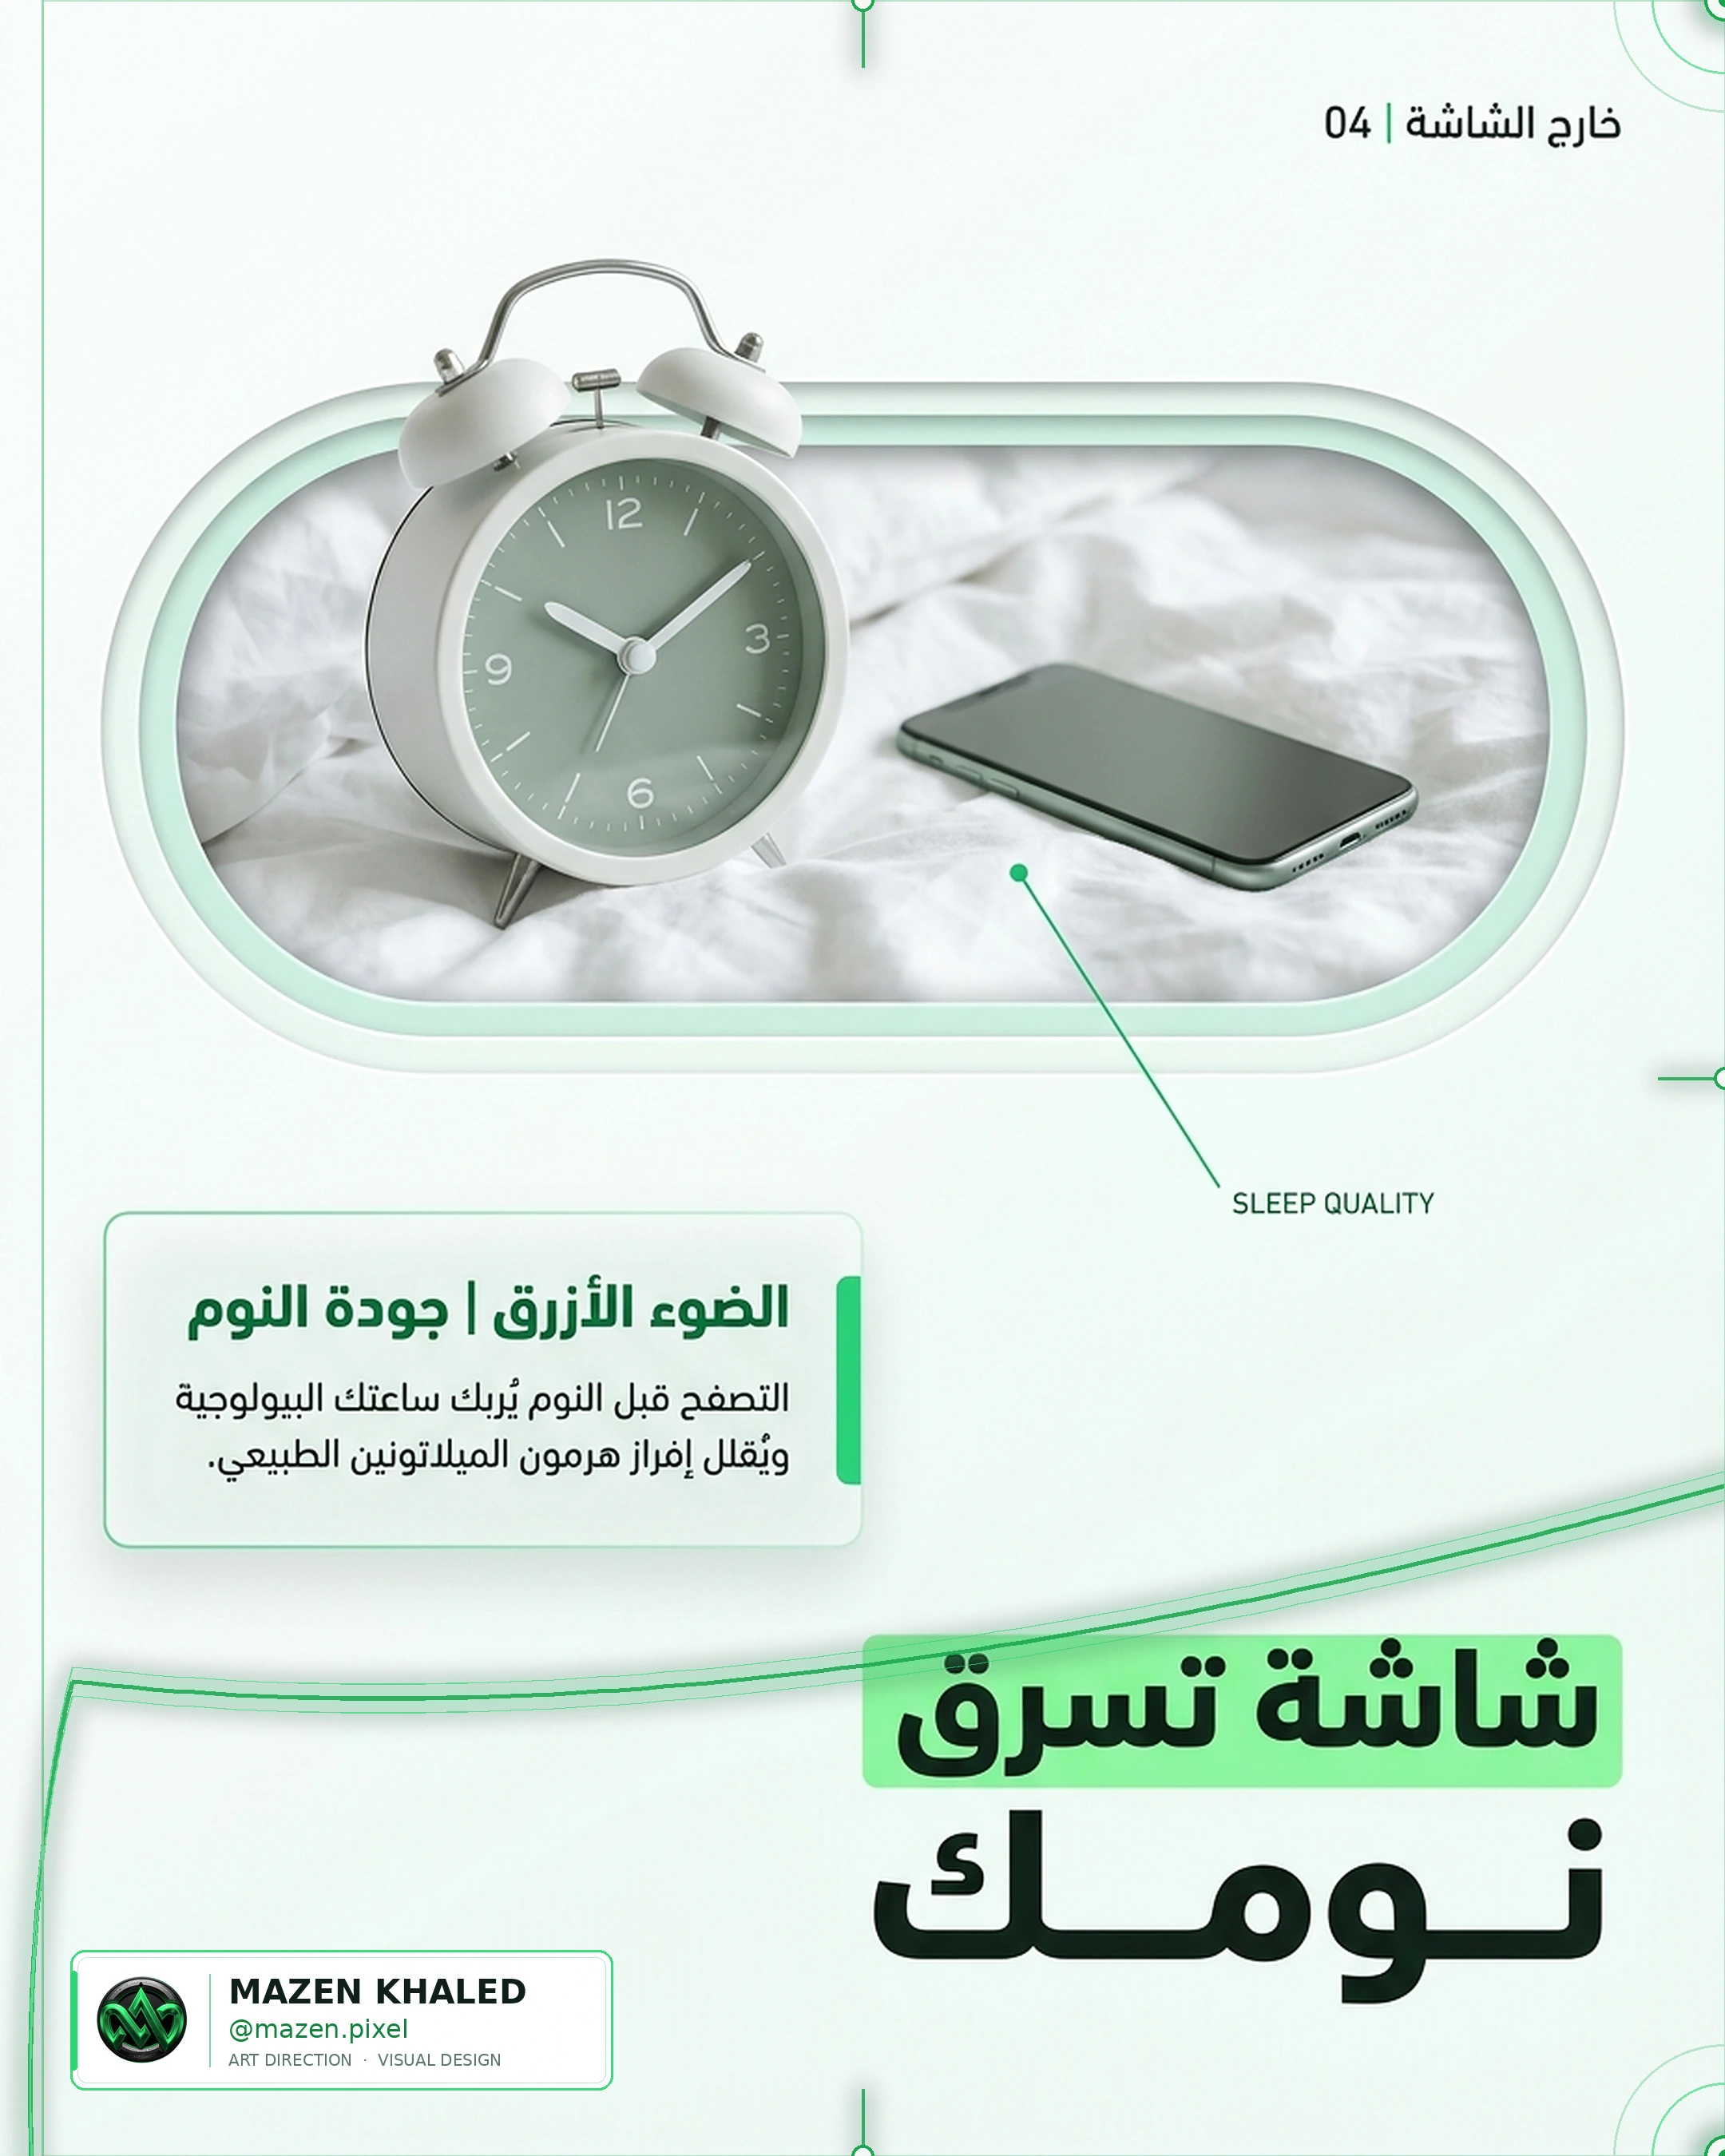 خارج الشاشة | 04
12
3
9
6
SLEEP QUALITY
الضوء الأزرق | جودة النوم
التصفح قبل النوم يُربك ساعتك البيولوجية
ويُقلل إفراز هرمون الميلاتونين الطبيعي.
شاشة تسرق
نـومـك
MAZEN KHALED
@mazen.pixel
ART DIRECTION · VISUAL DESIGN